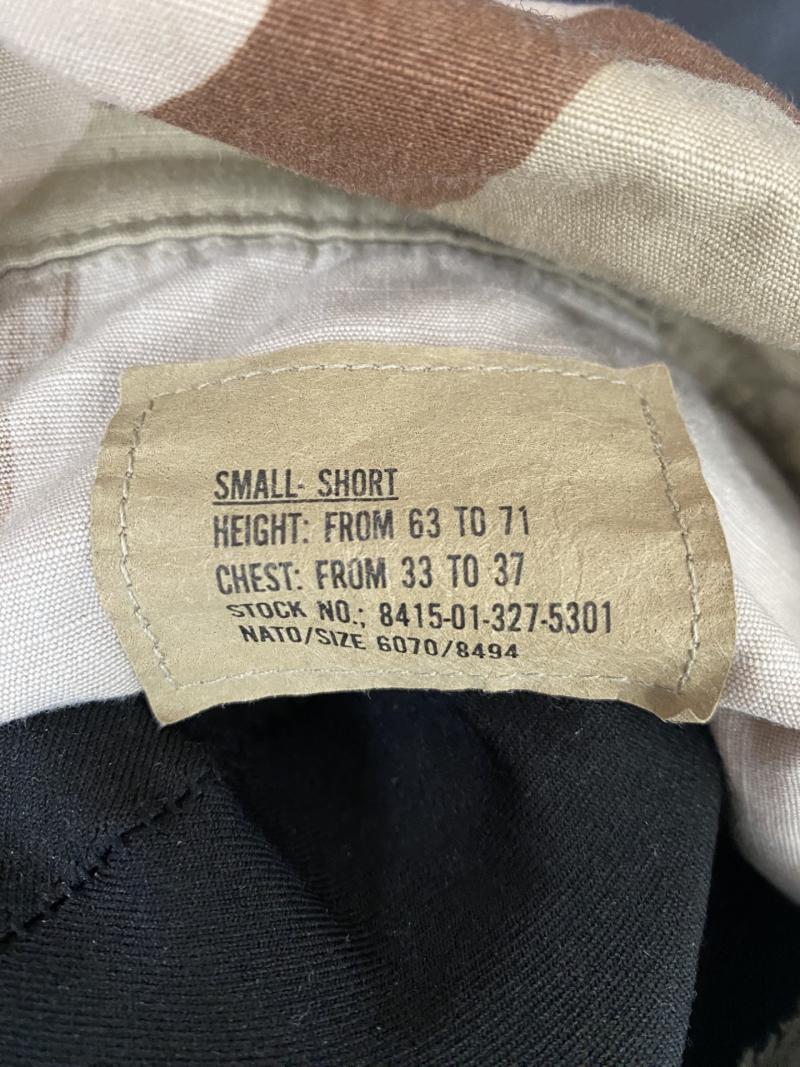 SMALL- SHORT
HEIGHT: FROM 63 TO 71
CHEST: FROM 33 TO 37
STOCK NO.; 8415-01-327-5301
NATO/SIZE 6070/8494